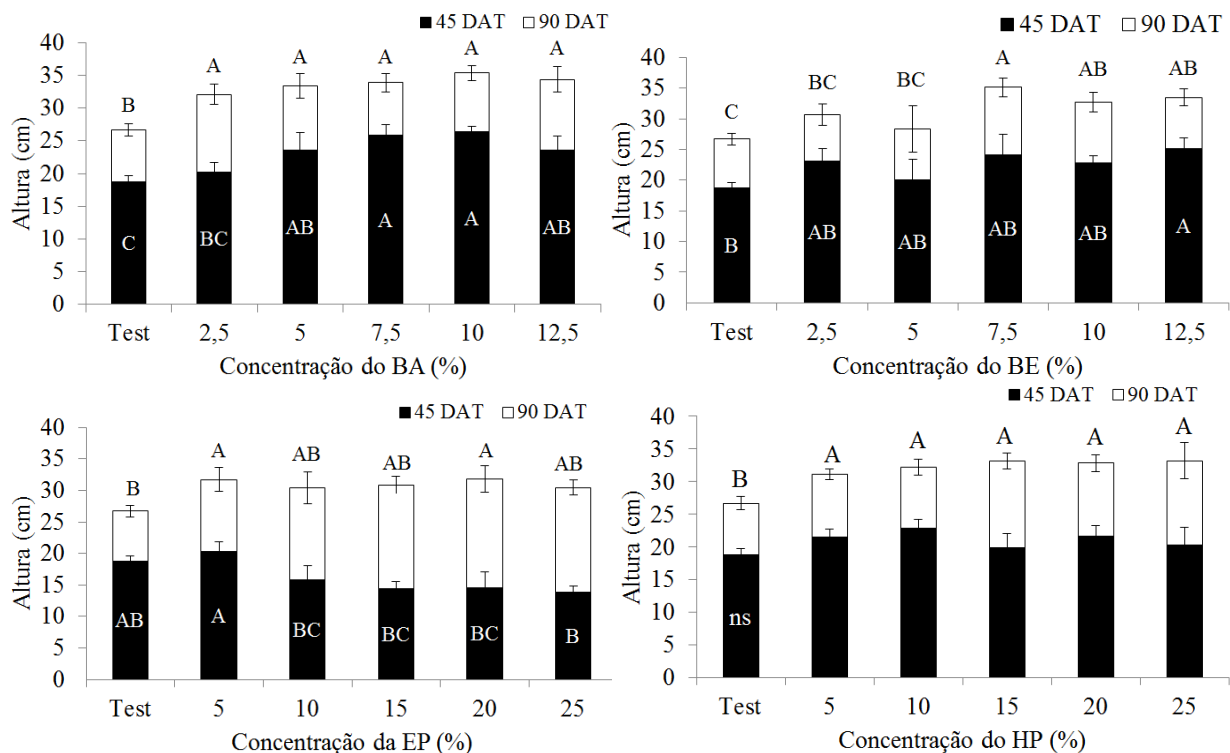 ■45 DAT □90 DAT
Altura (cm)
40
35
30
25
20
15
10
5
0
B A A A A A
C BC AB A A AB
Test 2,5 5 7,5 10 12,5
Concentração do BA (%)
■45 DAT □90 DAT
Altura (cm)
40
35
30
25
20
15
10
5
0
C BC BC A AB AB
B AB AB AB AB A
Test 2,5 5 7,5 10 12,5
Concentração do BE (%)
■45 DAT □90 DAT
Altura (cm)
40
35
30
25
20
15
10
5
0
B A AB AB A AB
AB A BC BC BC B
Test 5 10 15 20 25
Concentração da EP (%)
■45 DAT □90 DAT
Altura (cm)
40
35
30
25
20
15
10
5
0
B A A A A A
ns
Test 5 10 15 20 25
Concentração do HP (%)